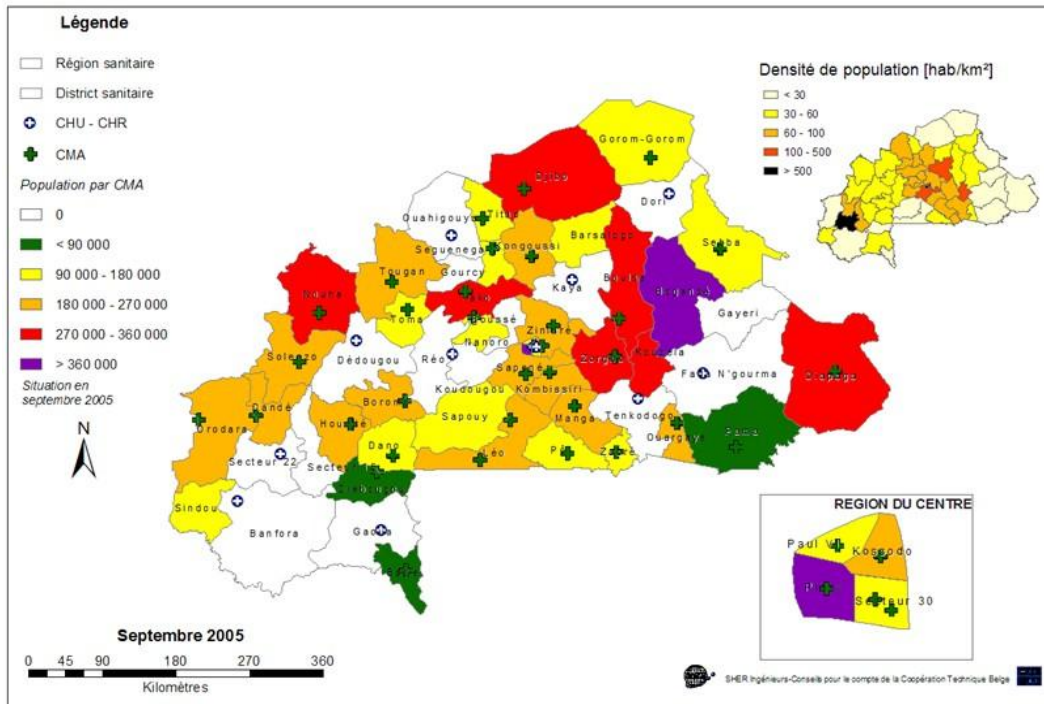 Légende
Région sanitaire
District sanitaire
CHU - CHR
CMA
Population par CMA
0
< 90 000
90 000 - 180 000
180 000 - 270 000
270 000 - 360 000
> 360 000
Situation en
septembre 2005
N
Densité de population [hab/km²]
< 30
30 - 60
60 - 100
100 - 500
> 500
Gorom-Gorom
Djibo
Dori
Ouahigouya
Titao
Barsalogo
Sebba
Seguenega
Kongoussi
Tougan
Gourcy
Kaya
Boulsa
Bogandé
Nouna
Yako
Gayeri
Toma
Boussé
Ziniaré
Solenzo
Dédougou
Réo
Nanoro
Zorgho
Koupela
Fada N'gourma
Diapaga
Koudougou
Kombissiri
Dandé
Boromo
Sapouy
Manga
Tenkodogo
Orodara
Houndé
Ouargaye
Pama
Secteur 22
Dano
Léo
Pô
Zabré
Sindou
Banfora
Gaoua
REGION DU CENTRE
Paul VI
Kossodo
Secteur 30
Septembre 2005
0 45 90 180 270 360
Kilomètres
SHER Ingénieurs-Conseils pour le compte de la Coopération Technique Belge